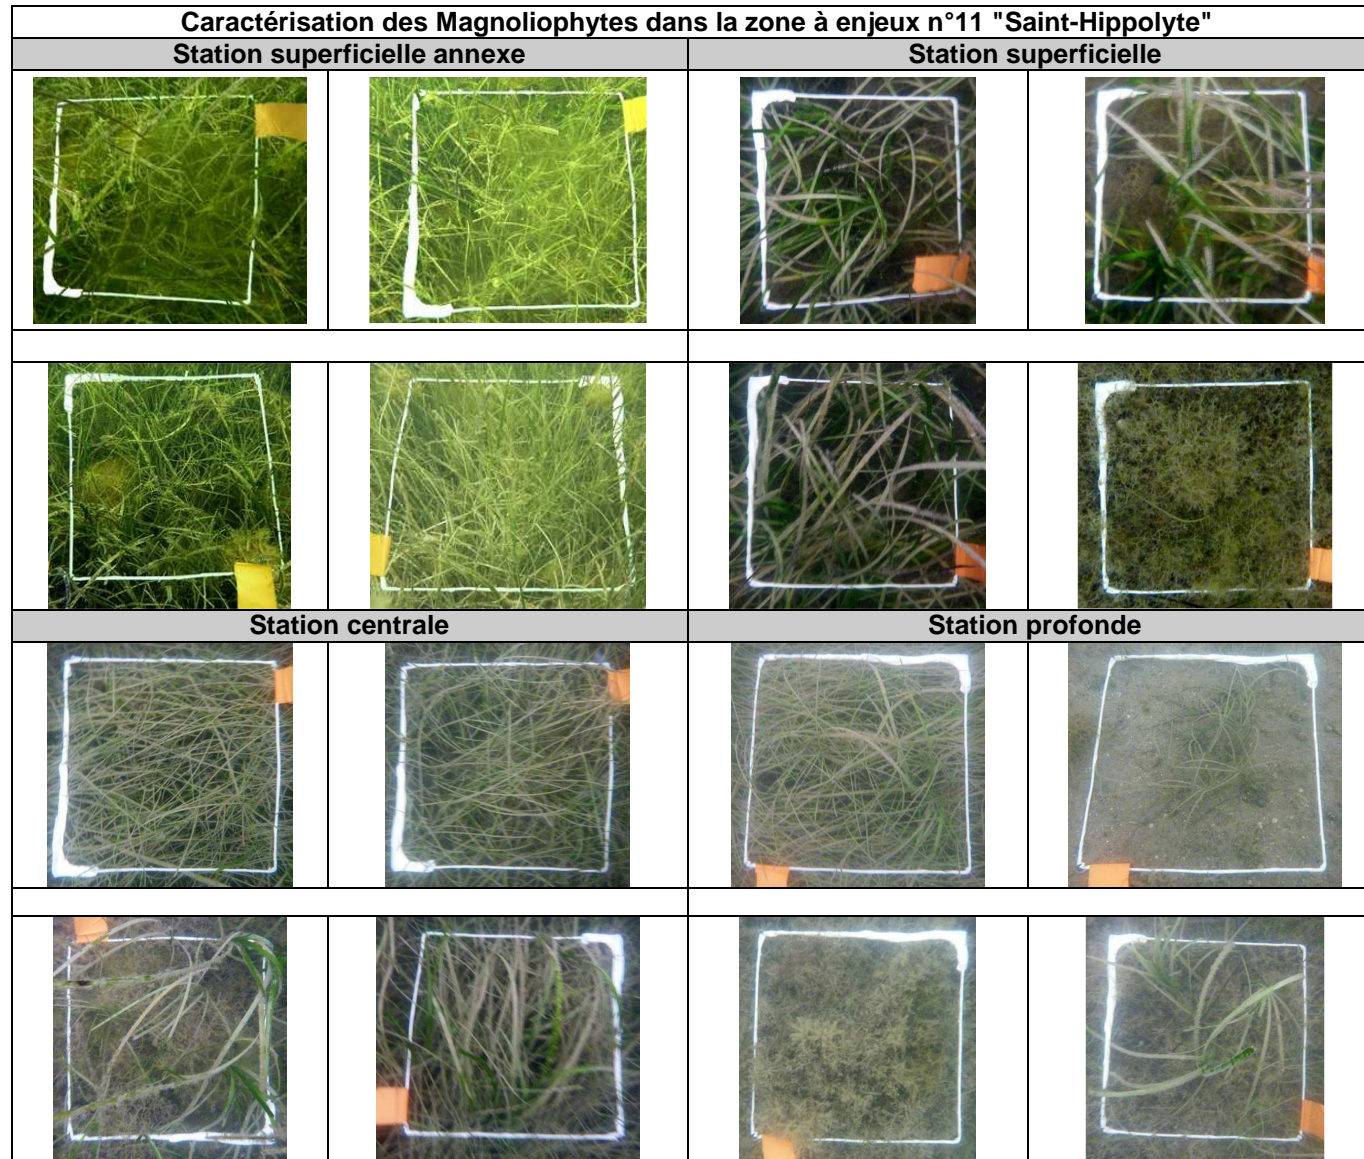 Caractérisation des Magnoliophytes dans la zone à enjeux n°11 "Saint-Hippolyte"
Station superficielle annexe
Station superficielle
Station centrale
Station profonde